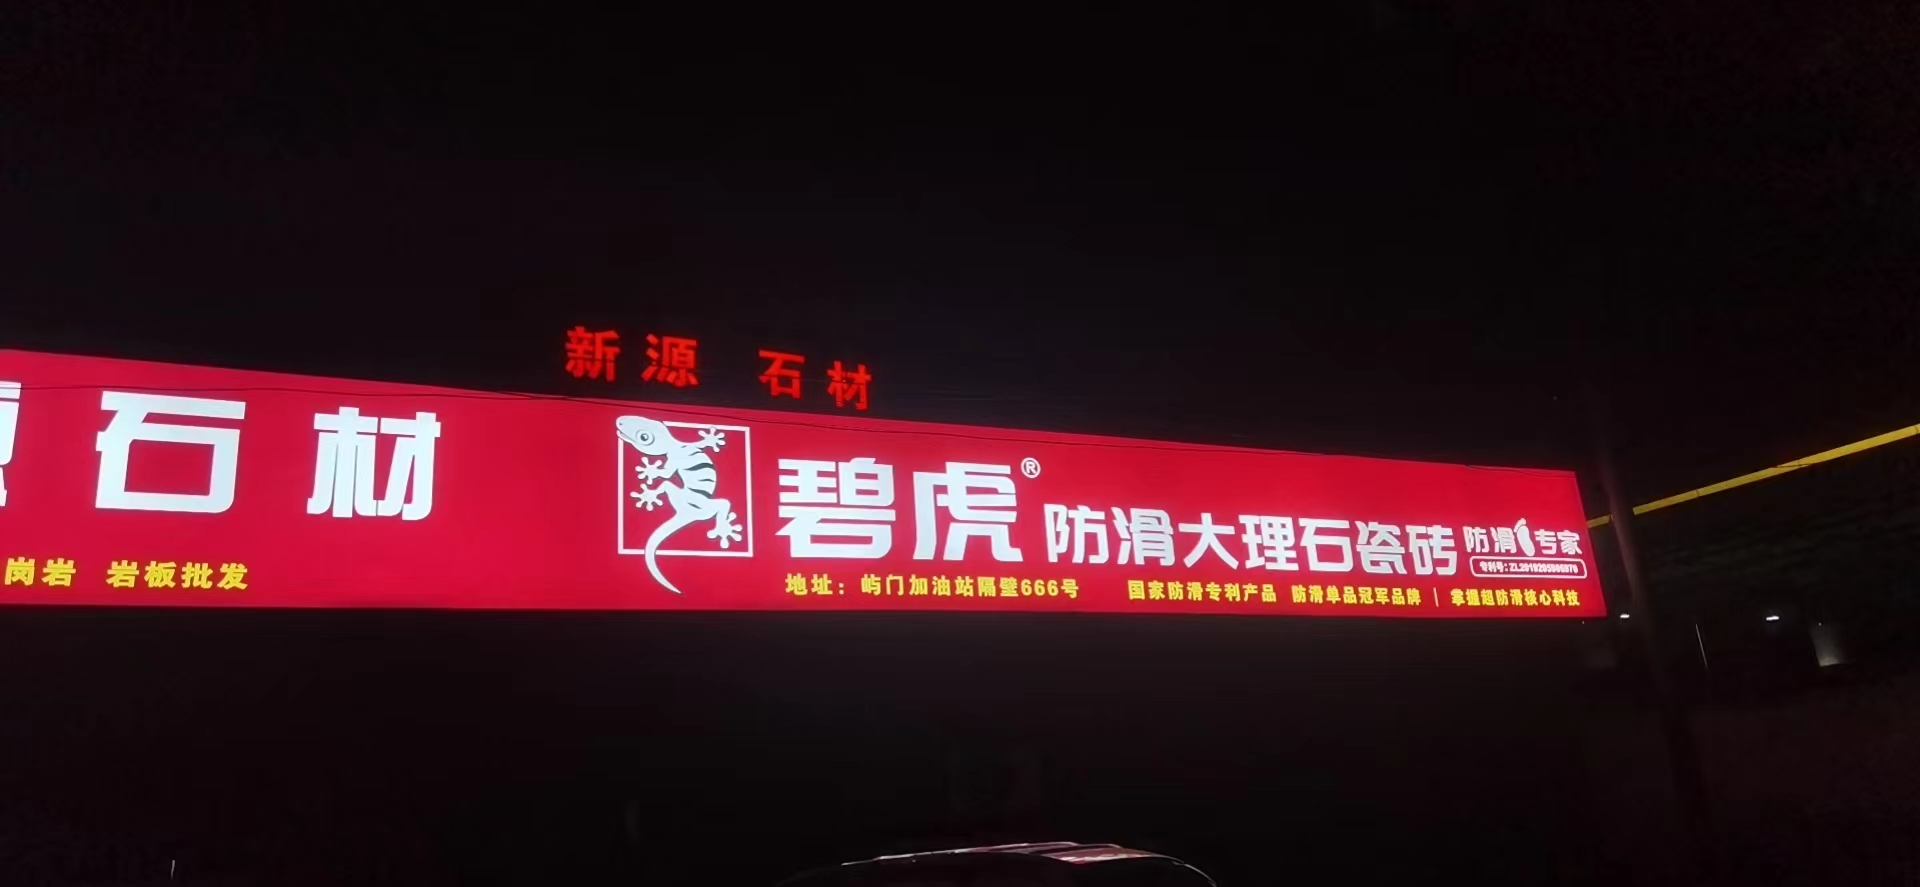 新源 石材
石材
岗岩 岩板批发
碧虎®防滑大理石瓷砖
防滑专家
地址：屿门加油站隔壁666号
国家防滑专利产品 防滑单品冠军品牌 | 掌握超防滑核心科技